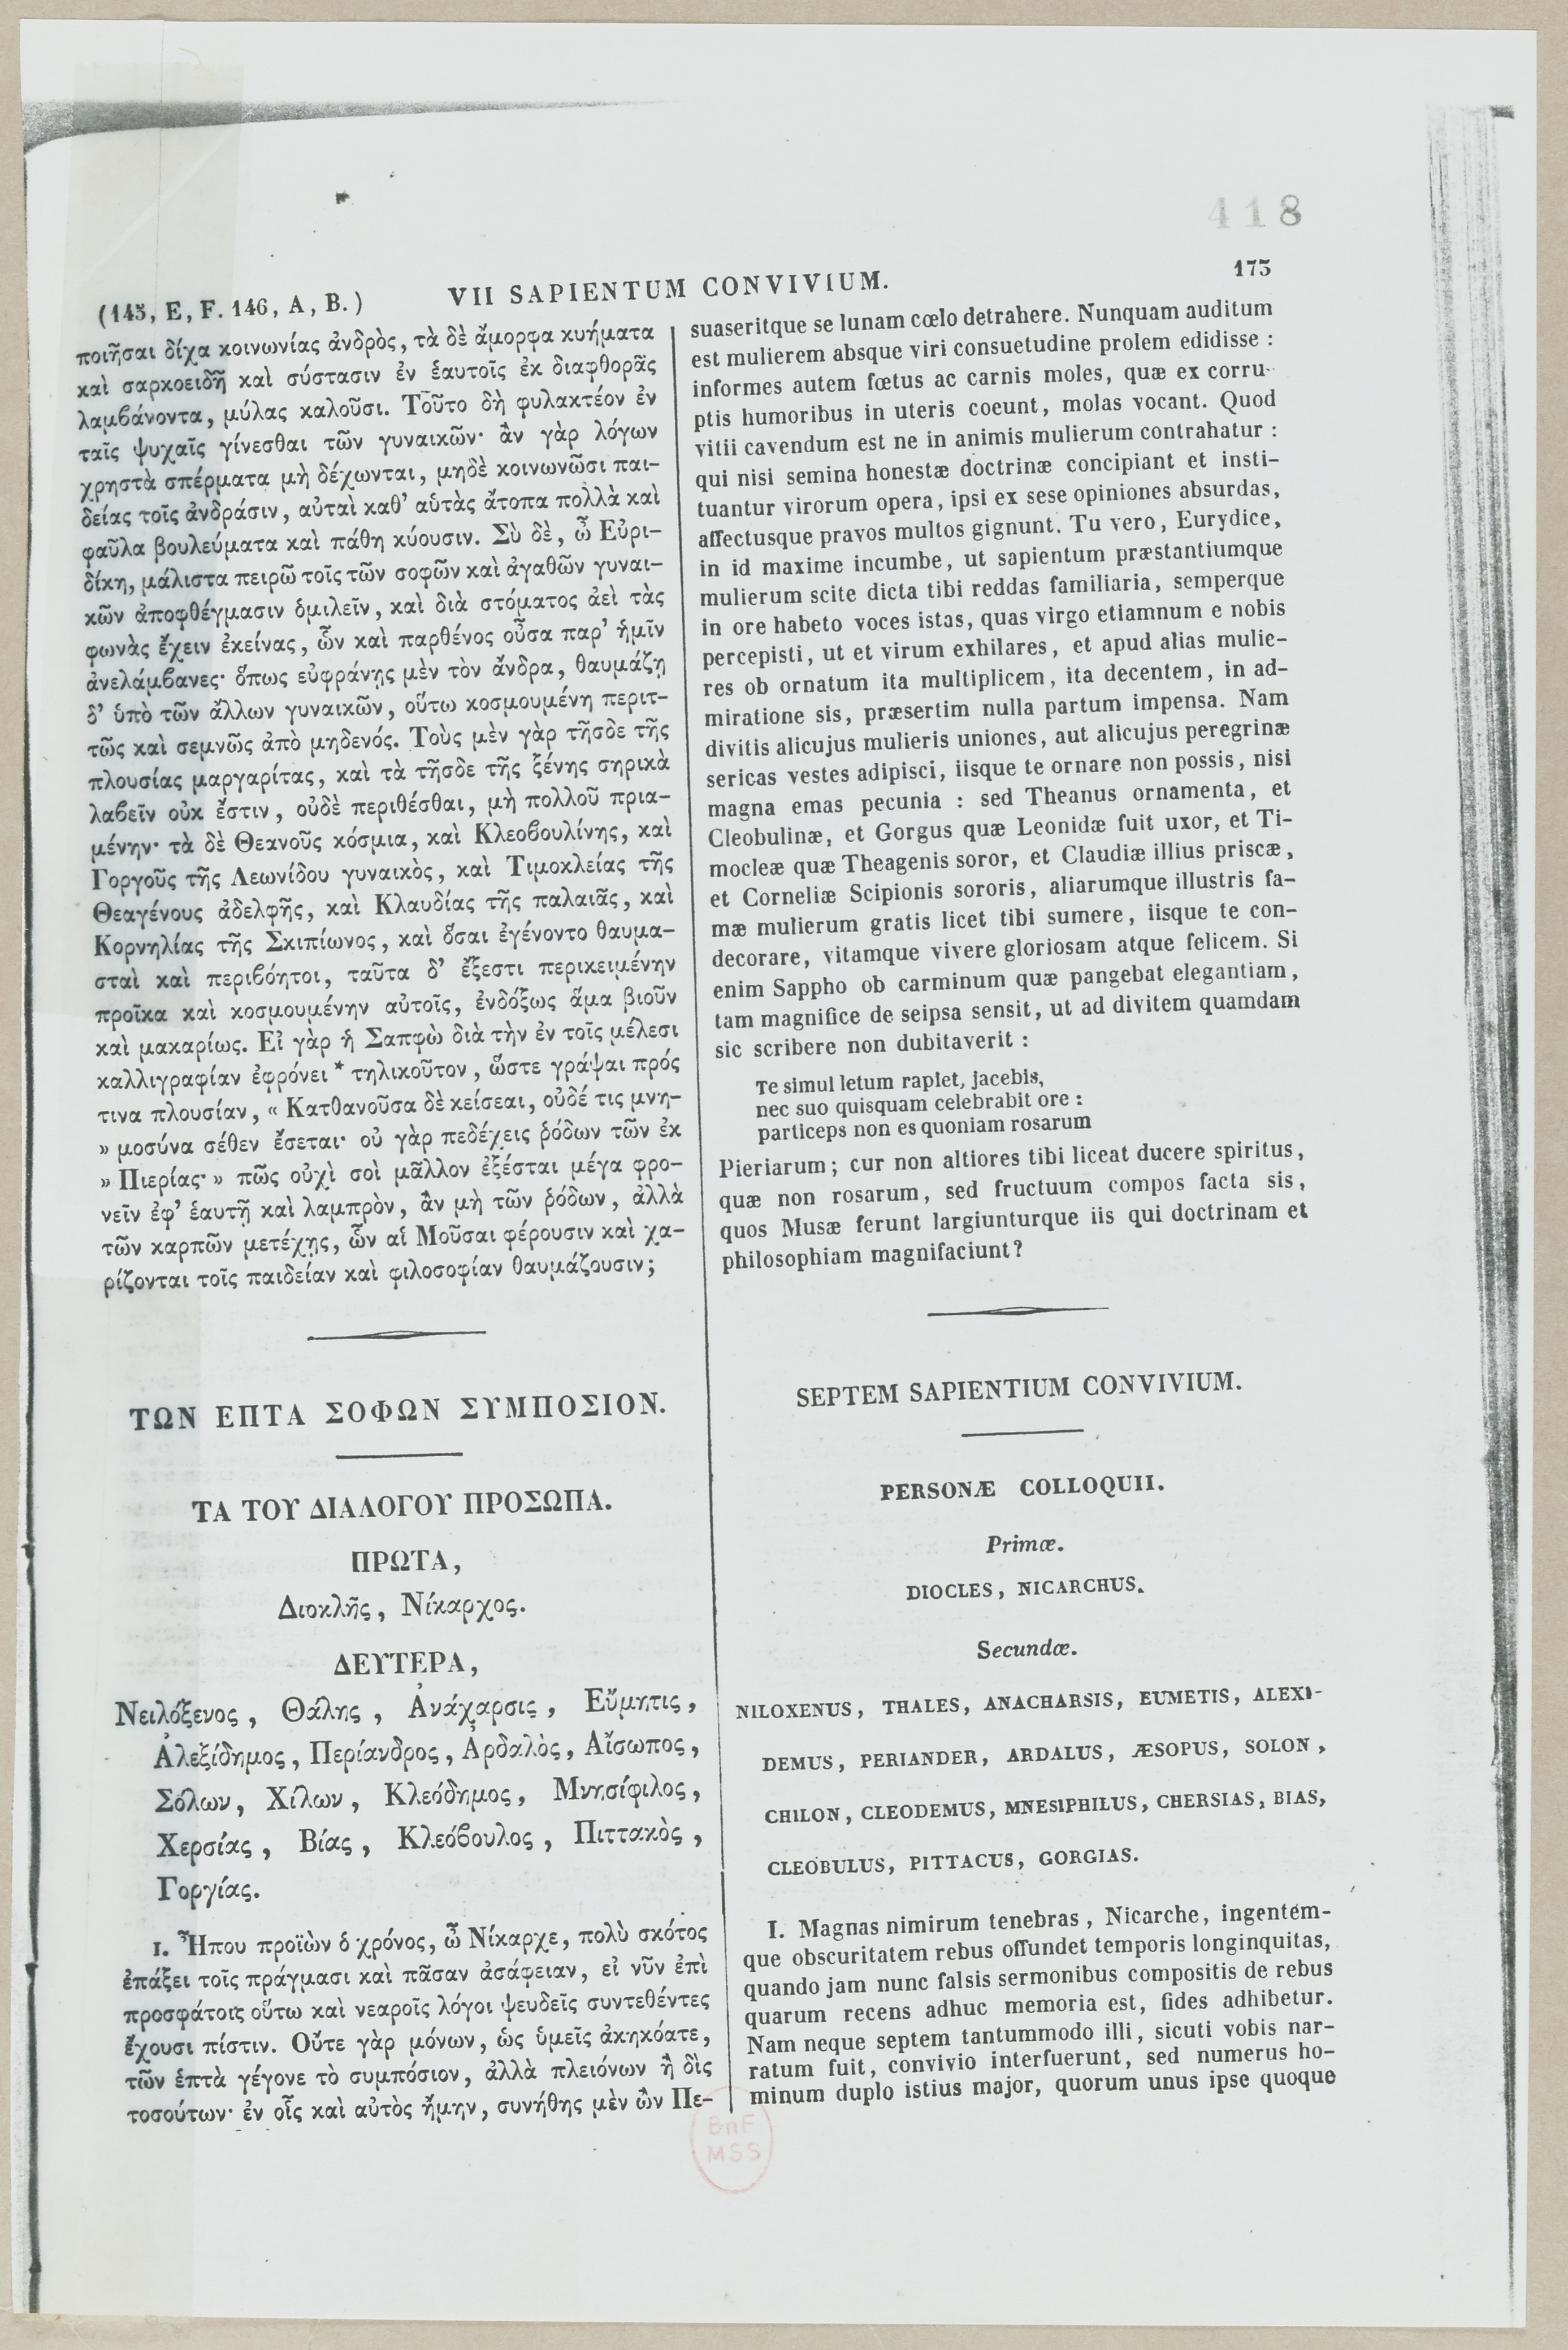 418
(145, E, F. 146, A, B.)
VII SAPIENTUM CONVIVIUM.
173
ποιῆσαι δίχα κοινωνίας ἀνδρὸς, τὰ δὲ ἄμορφα κυήματα
καὶ σαρκοειδῆ καὶ σύστασιν ἐν ἑαυτοῖς ἐκ διαφθορᾶς
λαμβάνοντα, μύλας καλοῦσι. Τοῦτο δὴ φυλακτέον ἐν
ταῖς ψυχαῖς γίνεσθαι τῶν γυναικῶν· ἂν γὰρ λόγων
χρηστὰ σπέρματα μὴ δέχωνται, μηδὲ κοινωνῶσι παι-
δείας τοῖς ἀνδράσιν, αὐταὶ καθ’ αὑτὰς ἄτοπα πολλὰ καὶ
φαῦλα βουλεύματα καὶ πάθη κύουσιν. Σὺ δὲ, ὦ Εὐρι-
δίκη, μάλιστα πειρῶ τοῖς τῶν σοφῶν καὶ ἀγαθῶν γυναι-
κῶν ἀποφθέγμασιν ὁμιλεῖν, καὶ διὰ στόματος ἀεὶ τὰς
φωνὰς ἔχειν ἐκείνας, ὧν καὶ παρθένος οὖσα παρ’ ἡμῖν
ἀνελάμβανες· ὅπως εὐφράνῃς μὲν τὸν ἄνδρα, θαυμάζῃ
δ’ ὑπὸ τῶν ἄλλων γυναικῶν, οὕτω κοσμουμένη περιτ-
τῶς καὶ σεμνῶς ἀπὸ μηδενός. Τοὺς μὲν γὰρ τῆσδε τῆς
πλουσίας μαργαρίτας, καὶ τὰ τῆσδε τῆς ξένης σηρικὰ
λαβεῖν οὐκ ἔστιν, οὐδὲ περιθέσθαι, μὴ πολλοῦ πρια-
μένην· τὰ δὲ Θεανοῦς κόσμια, καὶ Κλεοβουλίνης, καὶ
Γοργοῦς τῆς Λεωνίδου γυναικὸς, καὶ Τιμοκλείας τῆς
Θεαγένους ἀδελφῆς, καὶ Κλαυδίας τῆς παλαιᾶς, καὶ
Κορνηλίας τῆς Σκιπίωνος, καὶ ὅσαι ἐγένοντο θαυμα-
σταὶ καὶ περιβόητοι, ταῦτα δ’ ἔξεστι περικειμένην
προῖκα καὶ κοσμουμένην αὐτοῖς, ἐνδόξως ἅμα βιοῦν
καὶ μακαρίως. Εἰ γὰρ ἡ Σαπφὼ διὰ τὴν ἐν τοῖς μέλεσι
καλλιγραφίαν ἐφρόνει * τηλικοῦτον, ὥστε γράψαι πρός
τινα πλουσίαν, « Κατθανοῦσα δὲ κείσεαι, οὐδέ τις μνη-
» μοσύνα σέθεν ἔσεται· οὐ γὰρ πεδέχεις ῥόδων τῶν ἐκ
» Πιερίας· » πῶς οὐχὶ σοὶ μᾶλλον ἐξέσται μέγα φρο-
νεῖν ἐφ’ ἑαυτῇ καὶ λαμπρὸν, ἂν μὴ τῶν ῥόδων, ἀλλὰ
τῶν καρπῶν μετέχῃς, ὧν αἱ Μοῦσαι φέρουσιν καὶ χα-
ρίζονται τοῖς παιδείαν καὶ φιλοσοφίαν θαυμάζουσιν;
ΤΩΝ ΕΠΤΑ ΣΟΦΩΝ ΣΥΜΠΟΣΙΟΝ.
ΤΑ ΤΟΥ ΔΙΑΛΟΓΟΥ ΠΡΟΣΩΠΑ.
ΠΡΩΤΑ,
Διοκλῆς, Νίκαρχος.
ΔΕΥΤΕΡΑ,
Νειλόξενος, Θάλης, Ἀνάχαρσις, Εὔμητις,
Ἀλεξίδημος, Περίανδρος, Ἀρδαλὸς, Αἴσωπος,
Σόλων, Χίλων, Κλεόδημος, Μνησίφιλος,
Χερσίας, Βίας, Κλεόβουλος, Πιττακὸς,
Γοργίας.
I. Ἦπου προϊὼν ὁ χρόνος, ὦ Νίκαρχε, πολὺ σκότος
ἐπάξει τοῖς πράγμασι καὶ πᾶσαν ἀσάφειαν, εἰ νῦν ἐπὶ
προσφάτοις οὕτω καὶ νεαροῖς λόγοι ψευδεῖς συντεθέντες
ἔχουσι πίστιν. Οὔτε γὰρ μόνων, ὡς ὑμεῖς ἀκηκόατε,
τῶν ἑπτὰ γέγονε τὸ συμπόσιον, ἀλλὰ πλειόνων ἢ δὶς
τοσούτων· ἐν οἷς καὶ αὐτὸς ἤμην, συνήθης μὲν ὢν Πε-
suaseritque se lunam cœlo detrahere. Nunquam auditum
est mulierem absque viri consuetudine prolem edidisse :
informes autem fœtus ac carnis moles, quæ ex corru-
ptis humoribus in uteris coeunt, molas vocant. Quod
vitii cavendum est ne in animis mulierum contrahatur :
qui nisi semina honestæ doctrinæ concipiant et insti-
tuantur virorum opera, ipsi ex sese opiniones absurdas,
affectusque pravos multos gignunt. Tu vero, Eurydice,
in id maxime incumbe, ut sapientum præstantiumque
mulierum scite dicta tibi reddas familiaria, semperque
in ore habeto voces istas, quas virgo etiamnum e nobis
percepisti, ut et virum exhilares, et apud alias mulie-
res ob ornatum ita multiplicem, ita decentem, in ad-
miratione sis, præsertim nulla partum impensa. Nam
divitis alicujus mulieris uniones, aut alicujus peregrinæ
sericas vestes adipisci, iisque te ornare non possis, nisi
magna emas pecunia : sed Theanus ornamenta, et
Cleobulinæ, et Gorgus quæ Leonidæ fuit uxor, et Ti-
mocleæ quæ Theagenis soror, et Claudiæ illius priscæ,
et Corneliæ Scipionis sororis, aliarumque illustris fa-
mæ mulierum gratis licet tibi sumere, iisque te con-
decorare, vitamque vivere gloriosam atque felicem. Si
enim Sappho ob carminum quæ pangebat elegantiam,
tam magnifice de seipsa sensit, ut ad divitem quamdam
sic scribere non dubitaverit :
Te simul letum rapiet, jacebis,
nec suo quisquam celebrabit ore :
particeps non es quoniam rosarum
Pieriarum; cur non altiores tibi liceat ducere spiritus,
quæ non rosarum, sed fructuum compos facta sis,
quos Musæ ferunt largiunturque iis qui doctrinam et
philosophiam magnifaciunt?
SEPTEM SAPIENTIUM CONVIVIUM.
PERSONÆ COLLOQUII.
Primæ.
DIOCLES, NICARCHUS.
Secundæ.
NILOXENUS, THALES, ANACHARSIS, EUMETIS, ALEXI-
DEMUS, PERIANDER, ARDALUS, ÆSOPUS, SOLON,
CHILON, CLEODEMUS, MNESIPHILUS, CHERSIAS, BIAS,
CLEOBULUS, PITTACUS, GORGIAS.
I. Magnas nimirum tenebras, Nicarche, ingentem-
que obscuritatem rebus offundet temporis longinquitas,
quando jam nunc falsis sermonibus compositis de rebus
quarum recens adhuc memoria est, fides adhibetur.
Nam neque septem tantummodo illi, sicuti vobis nar-
ratum fuit, convivio interfuerunt, sed numerus ho-
minum duplo istius major, quorum unus ipse quoque
BnF
MSS